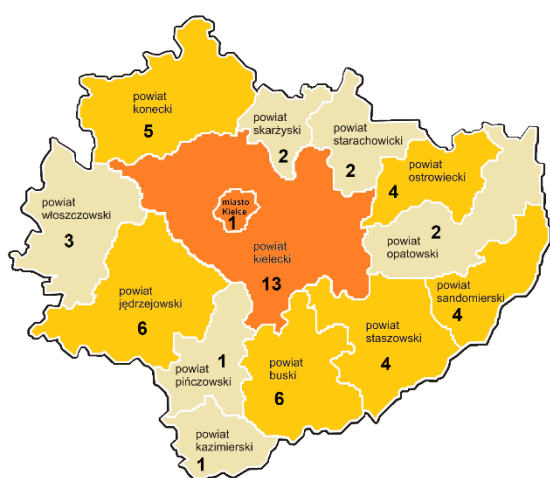 powiat
konecki
5
powiat
skarżyski
2
powiat
starachowicki
2
powiat
ostrowiecki
4
powiat
włoszczowski
3
miasto
Kielce
1
powiat
kielecki
13
2
powiat
opatowski
powiat
sandomierski
4
powiat
jędrzejowski
6
1
powiat
pińczowski
powiat
buski
6
powiat
staszowski
4
powiat
kazimierski
1